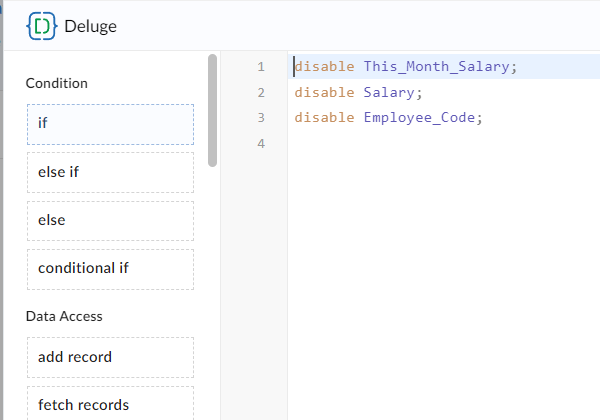 Deluge
Condition
if
else if
else
conditional if
Data Access
add record
fetch records
1 disable This_Month_Salary;
2 disable Salary;
3 disable Employee_Code;
4